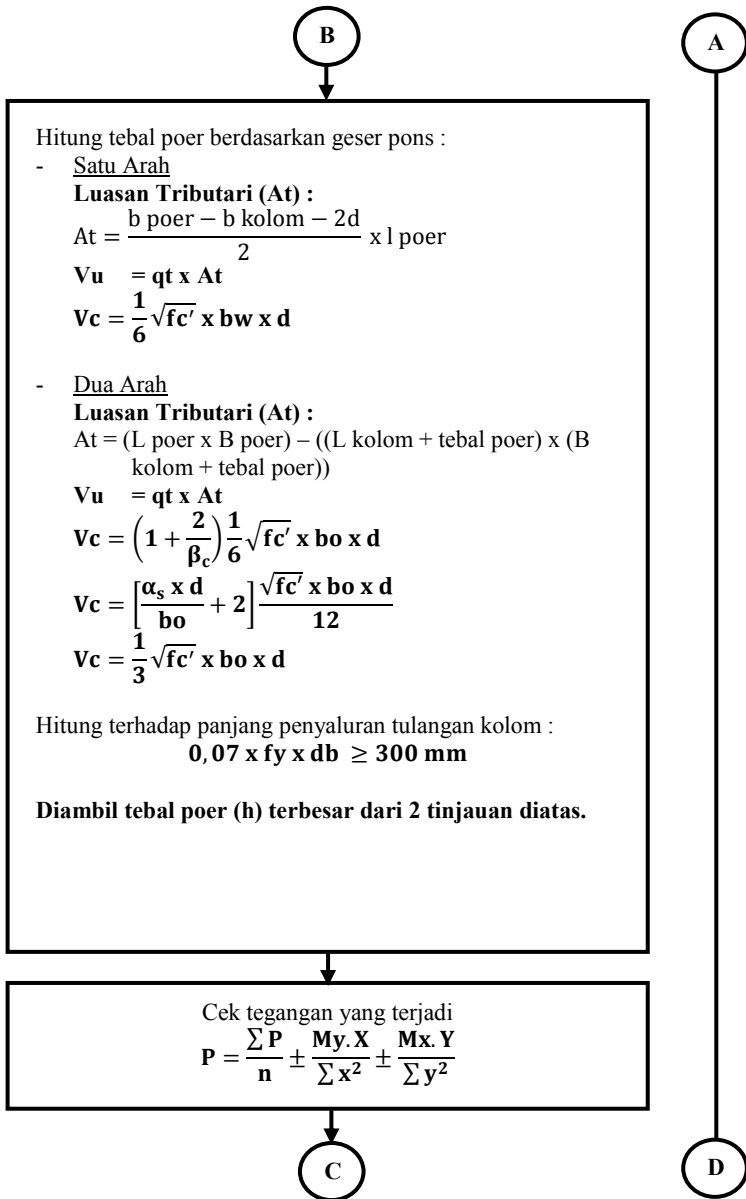 B
A
Hitung tebal poer berdasarkan geser pons :
- Satu Arah
Luasan Tributari (At) :
At = (b poer − b kolom − 2d)/2 x l poer
Vu = qt x At
Vc = 1/6 √fc′ x bw x d
- Dua Arah
Luasan Tributari (At) :
At = (L poer x B poer) – ((L kolom + tebal poer) x (B
kolom + tebal poer))
Vu = qt x At
Vc = (1 + 2/βc) 1/6 √fc′ x bo x d
Vc = [αs x d/bo + 2] √fc′ x bo x d/12
Vc = 1/3 √fc′ x bo x d
Hitung terhadap panjang penyaluran tulangan kolom :
0,07 x fy x db ≥ 300 mm
Diambil tebal poer (h) terbesar dari 2 tinjauan diatas.
Cek tegangan yang terjadi
P = ∑ P/n ± My. X/∑ x² ± Mx. Y/∑ y²
C
D